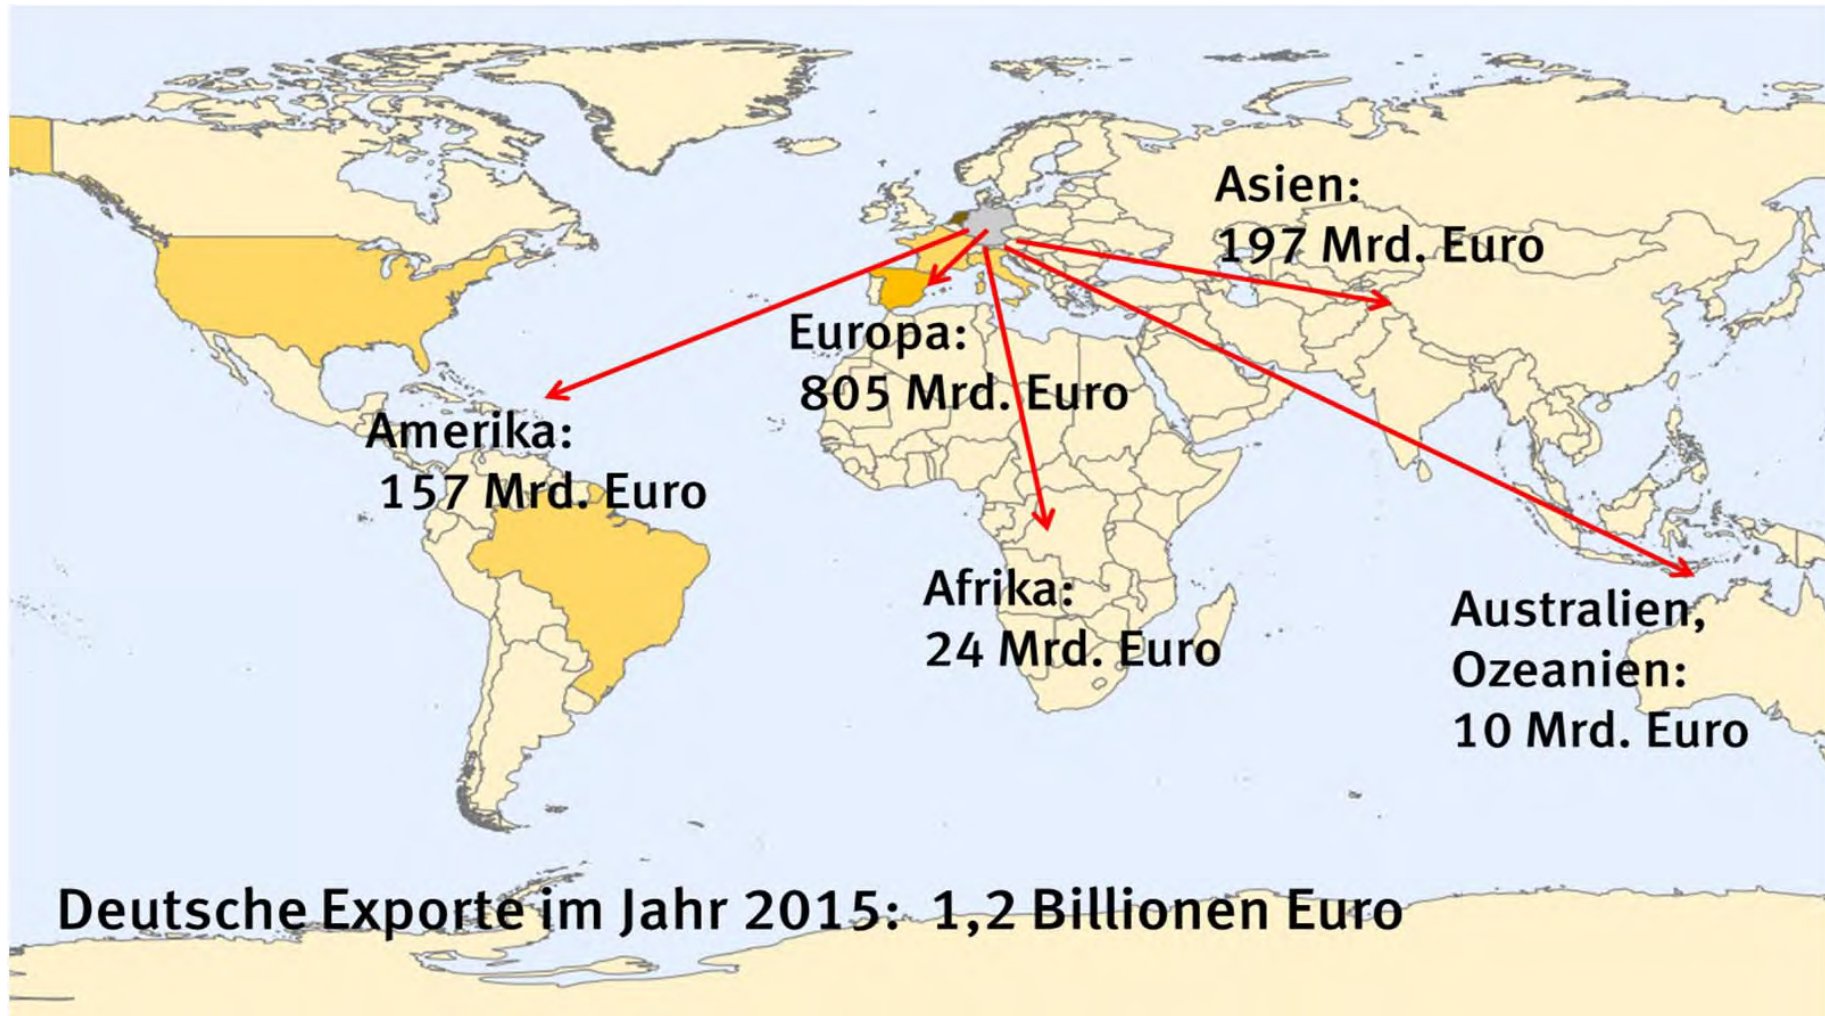 Asien:
197 Mrd. Euro
Europa:
805 Mrd. Euro
Amerika:
157 Mrd. Euro
Afrika:
24 Mrd. Euro
Australien,
Ozeanien:
10 Mrd. Euro
Deutsche Exporte im Jahr 2015: 1,2 Billionen Euro